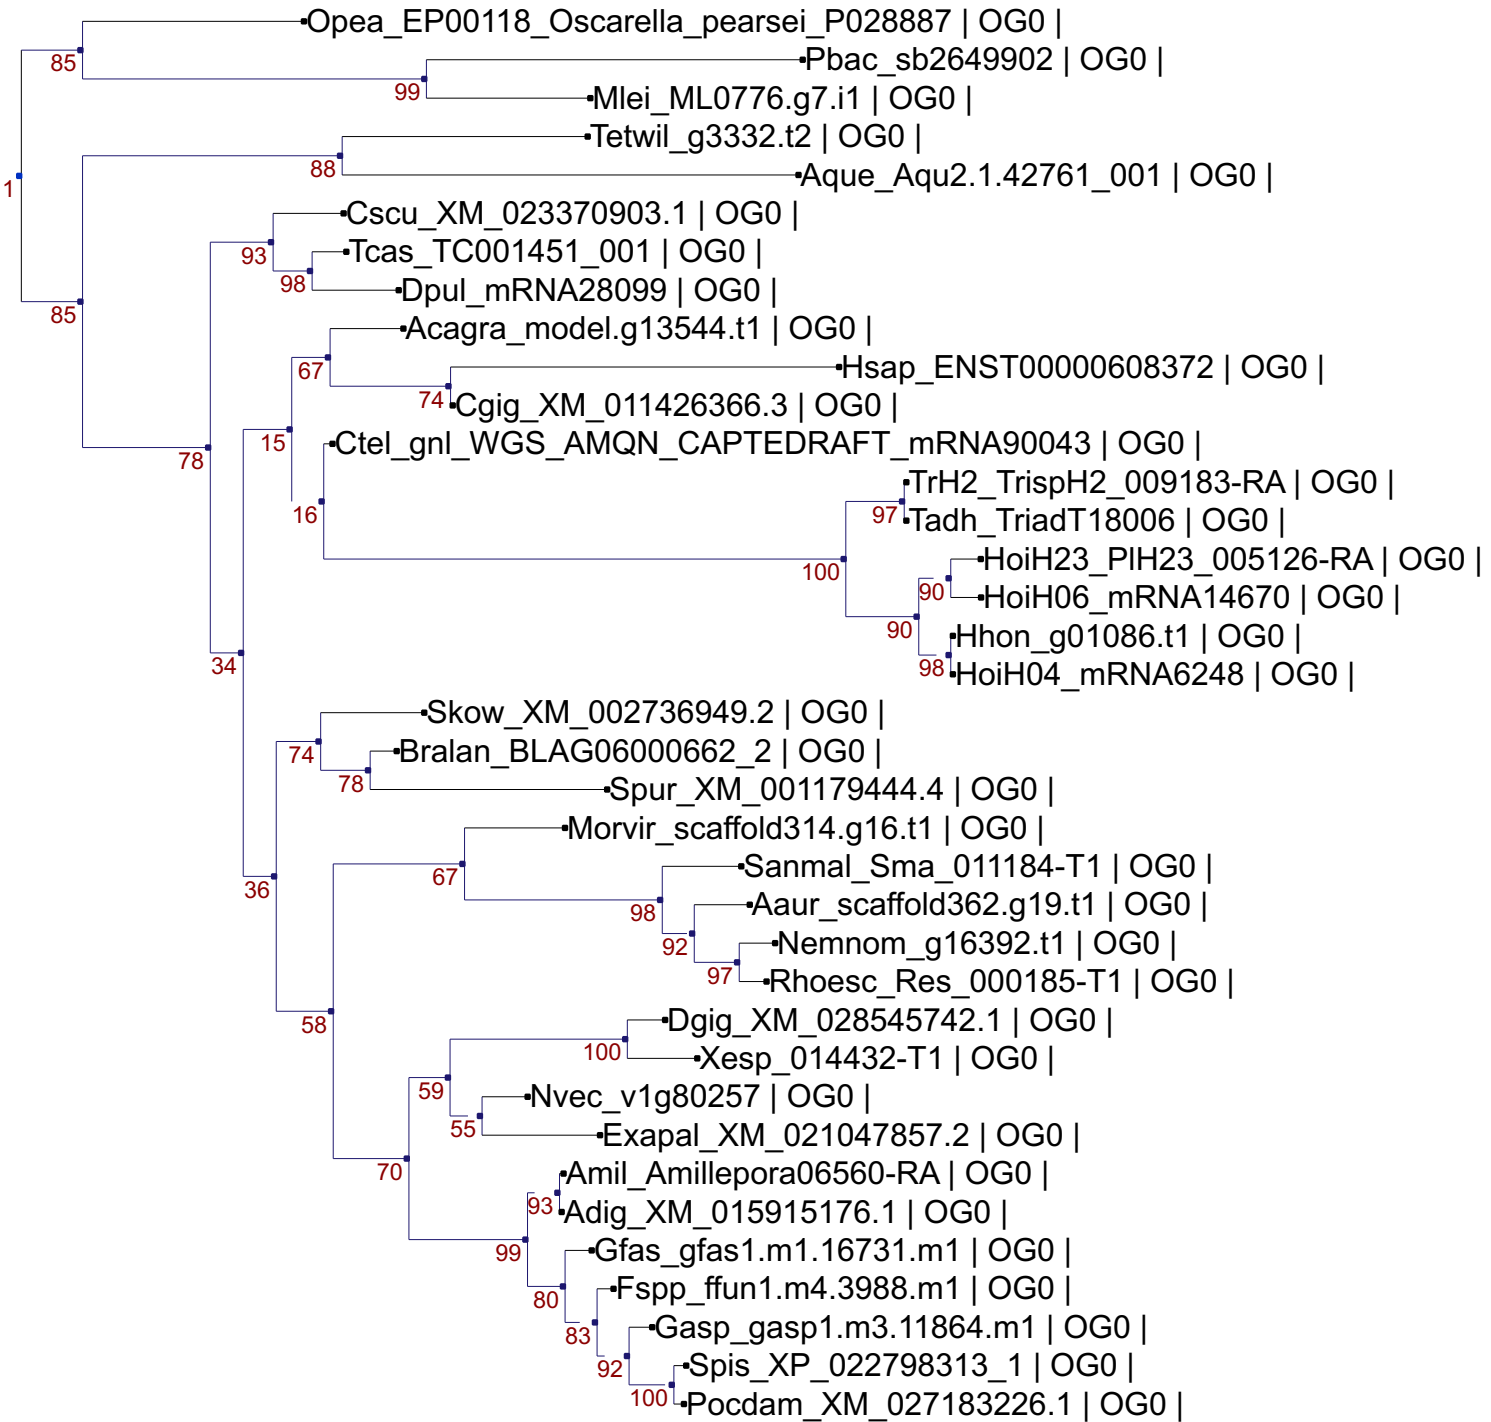 Opea_EP00118_Oscarella_pearsei_P028887 | OG0 |
85
Pbac_sb2649902 | OG0 |
99
Mlei_ML0776.g7.i1 | OG0 |
Tetwil_g3332.t2 | OG0 |
88
Aque_Aqu2.1.42761_001 | OG0 |
1
Cscu_XM_023370903.1 | OG0 |
93
Tcas_TC001451_001 | OG0 |
98
Dpul_mRNA28099 | OG0 |
85
Acagra_model.g13544.t1 | OG0 |
67
Hsap_ENST00000608372 | OG0 |
74
Cgig_XM_011426366.3 | OG0 |
15
Ctel_gnl_WGS_AMQN_CAPTEDRAFT_mRNA90043 | OG0 |
78
TrH2_TrispH2_009183-RA | OG0 |
16
97
Tadh_TriadT18006 | OG0 |
100
HoiH23_PlH23_005126-RA | OG0 |
90
HoiH06_mRNA14670 | OG0 |
90
Hhon_g01086.t1 | OG0 |
34
98
HoiH04_mRNA6248 | OG0 |
Skow_XM_002736949.2 | OG0 |
74
Bralan_BLAG06000662_2 | OG0 |
78
Spur_XM_001179444.4 | OG0 |
Morvir_scaffold314.g16.t1 | OG0 |
67
Sanmal_Sma_011184-T1 | OG0 |
36
98
Aaur_scaffold362.g19.t1 | OG0 |
92
Nemnom_g16392.t1 | OG0 |
97
Rhoesc_Res_000185-T1 | OG0 |
58
Dgig_XM_028545742.1 | OG0 |
100
Xesp_014432-T1 | OG0 |
59
Nvec_v1g80257 | OG0 |
55
Exapal_XM_021047857.2 | OG0 |
70
Amil_Amillepora06560-RA | OG0 |
93
Adig_XM_015915176.1 | OG0 |
99
Gfas_gfas1.m1.16731.m1 | OG0 |
80
Fspp_ffun1.m4.3988.m1 | OG0 |
83
Gasp_gasp1.m3.11864.m1 | OG0 |
92
Spis_XP_022798313_1 | OG0 |
100
Pocdam_XM_027183226.1 | OG0 |